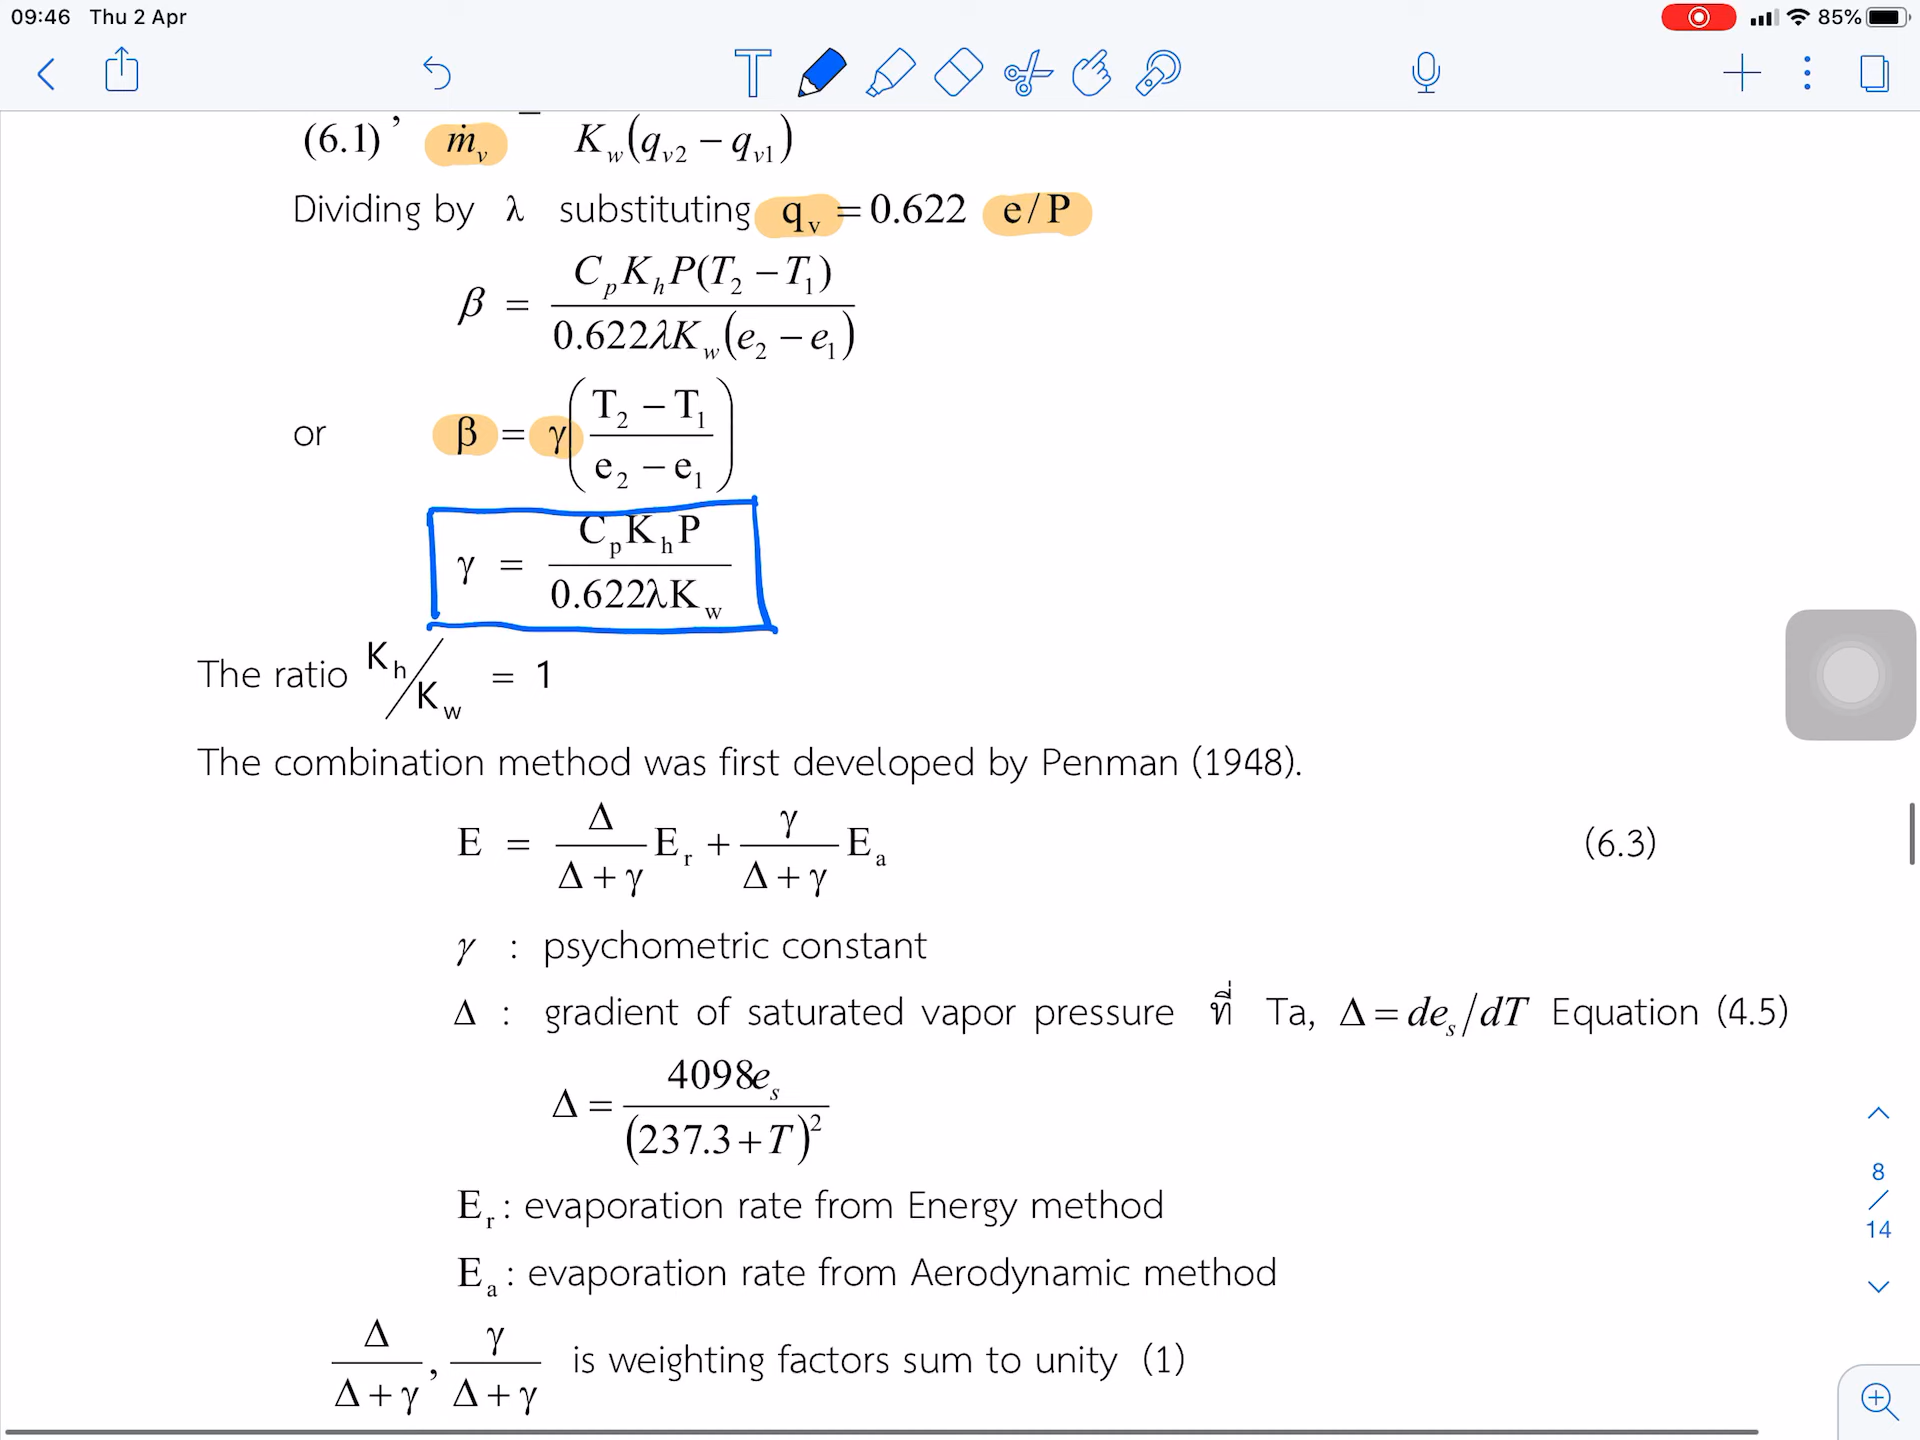 09:46 Thu 2 Apr 85%
(6.1), ṁv = Kw(qv2 − qv1)
Dividing by λ substituting qv = 0.622 e/P
β = CpKhP(T2 − T1) / 0.622λKw(e2 − e1)
or β = γ((T2 − T1) / (e2 − e1))
γ = CpKhP / 0.622λKw
The ratio Kh/Kw = 1
The combination method was first developed by Penman (1948).
E = Δ/(Δ + γ) Er + γ/(Δ + γ) Ea (6.3)
γ : psychometric constant
Δ : gradient of saturated vapor pressure ที่ Ta, Δ = des/dT Equation (4.5)
Δ = 4098es / (237.3 + T)²
Er : evaporation rate from Energy method
Ea : evaporation rate from Aerodynamic method
Δ/(Δ + γ), γ/(Δ + γ) is weighting factors sum to unity (1)
8
/
14